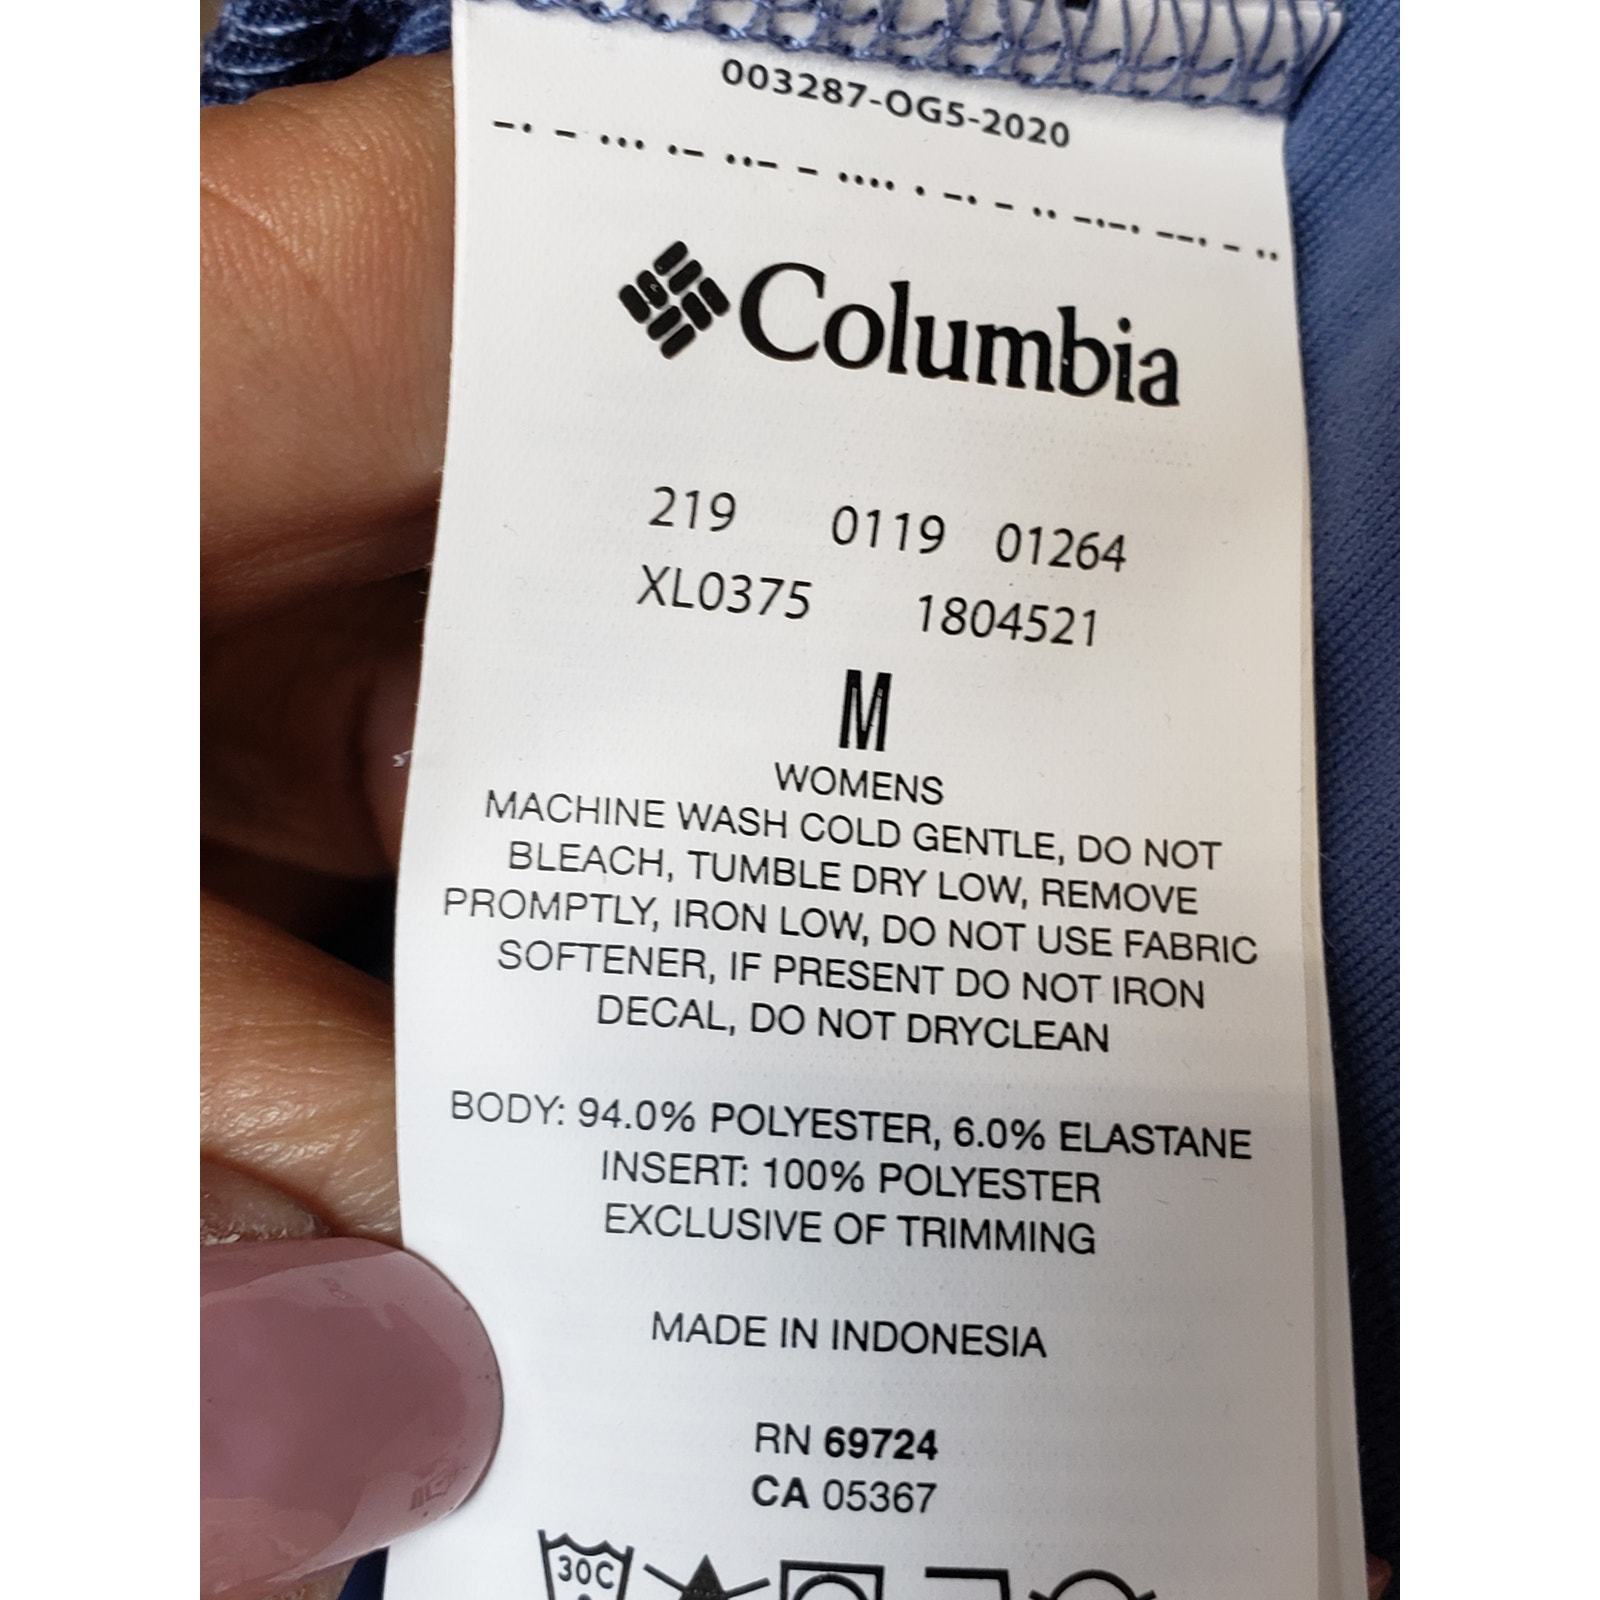 003287-OG5-2020
-. - ... .- ..- - .... . -. - .. -.-. --. - ..
Columbia
219 0119 01264
XL0375 1804521
M
WOMENS
MACHINE WASH COLD GENTLE, DO NOT
BLEACH, TUMBLE DRY LOW, REMOVE
PROMPTLY, IRON LOW, DO NOT USE FABRIC
SOFTENER, IF PRESENT DO NOT IRON
DECAL, DO NOT DRYCLEAN
BODY: 94.0% POLYESTER, 6.0% ELASTANE
INSERT: 100% POLYESTER
EXCLUSIVE OF TRIMMING
MADE IN INDONESIA
RN 69724
CA 05367
30C